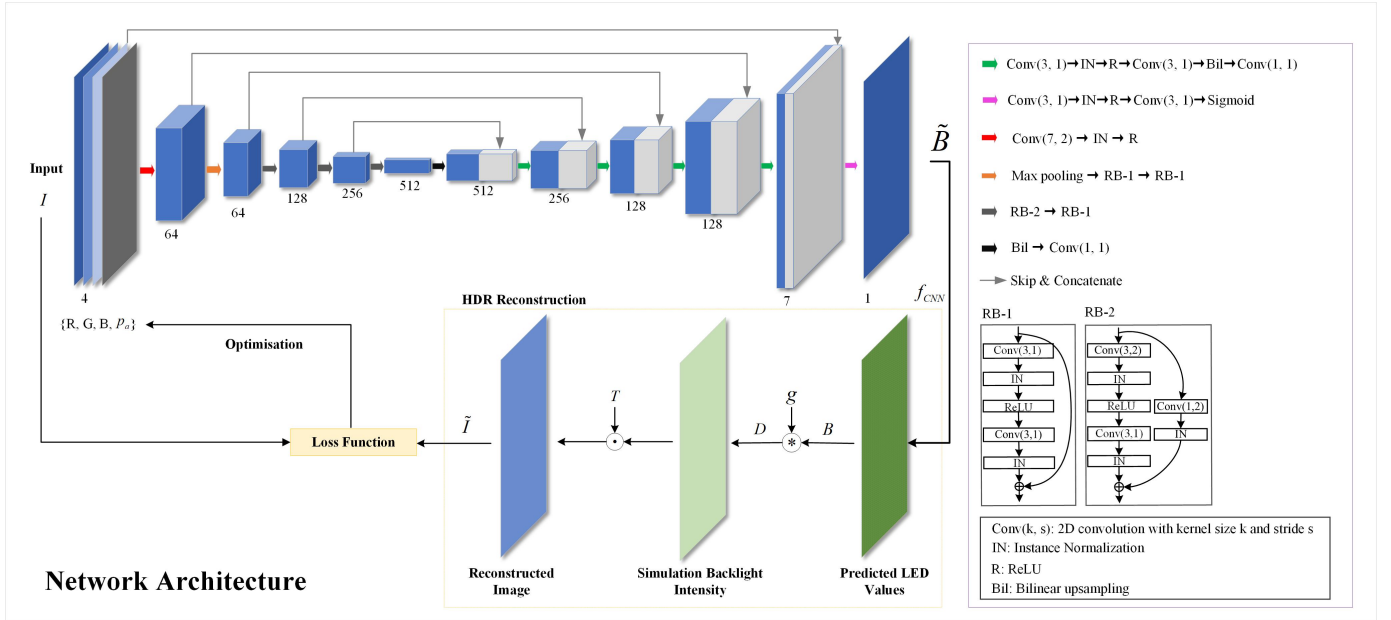 Input
I
4
{R, G, B, pₐ}
64
64
128
256
512
512
256
128
128
7
1
B̃
f_CNN
HDR Reconstruction
Optimisation
Loss Function
Ĩ
T
D
g
*
B
Reconstructed
Image
Simulation Backlight
Intensity
Predicted LED
Values
Network Architecture
Conv(3, 1)→IN→R→Conv(3, 1)→Bil→Conv(1, 1)
Conv(3, 1)→IN→R→Conv(3, 1)→Sigmoid
Conv(7, 2) → IN → R
Max pooling → RB-1 → RB-1
RB-2 → RB-1
Bil → Conv(1, 1)
Skip & Concatenate
RB-1
Conv(3,1)
IN
ReLU
Conv(3,1)
IN
RB-2
Conv(3,2)
IN
ReLU
Conv(3,1)
IN
Conv(1,2)
IN
Conv(k, s): 2D convolution with kernel size k and stride s
IN: Instance Normalization
R: ReLU
Bil: Bilinear upsampling